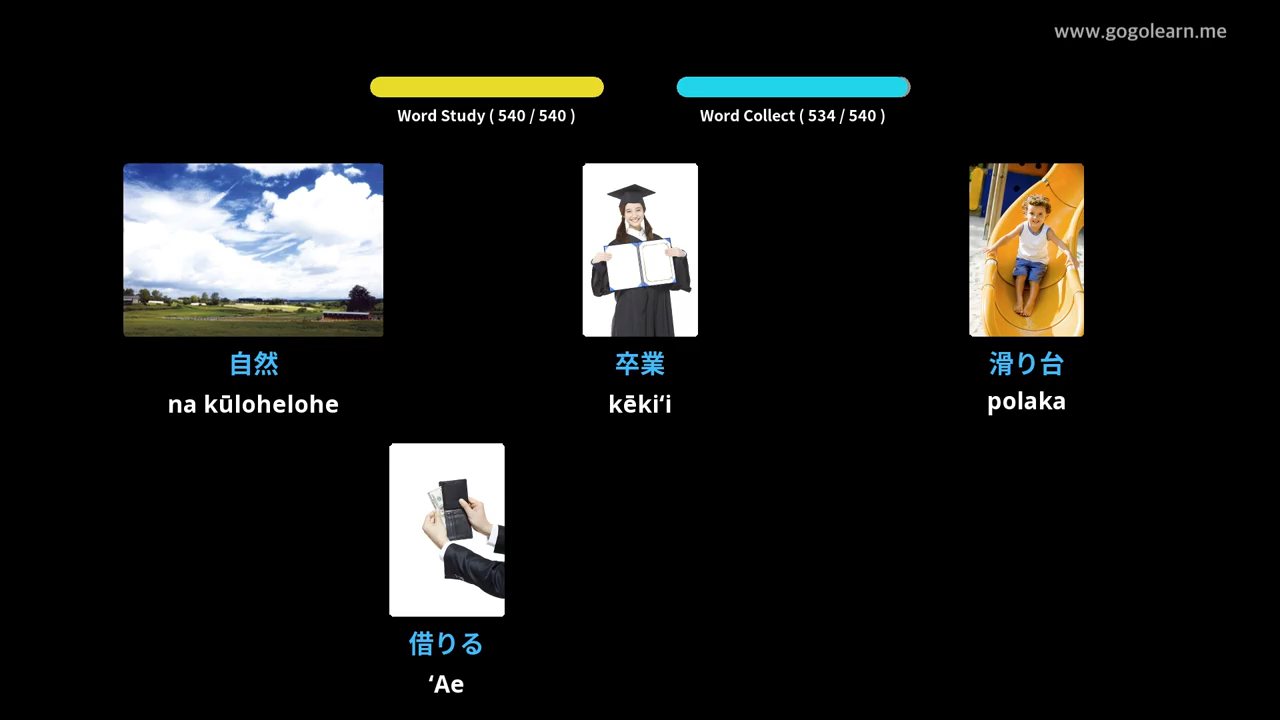 www.gogolearn.me
Word Study ( 540 / 540 )
Word Collect ( 534 / 540 )
自然
na kūlohelohe
卒業
kēkiʻi
滑り台
polaka
借りる
ʻAe